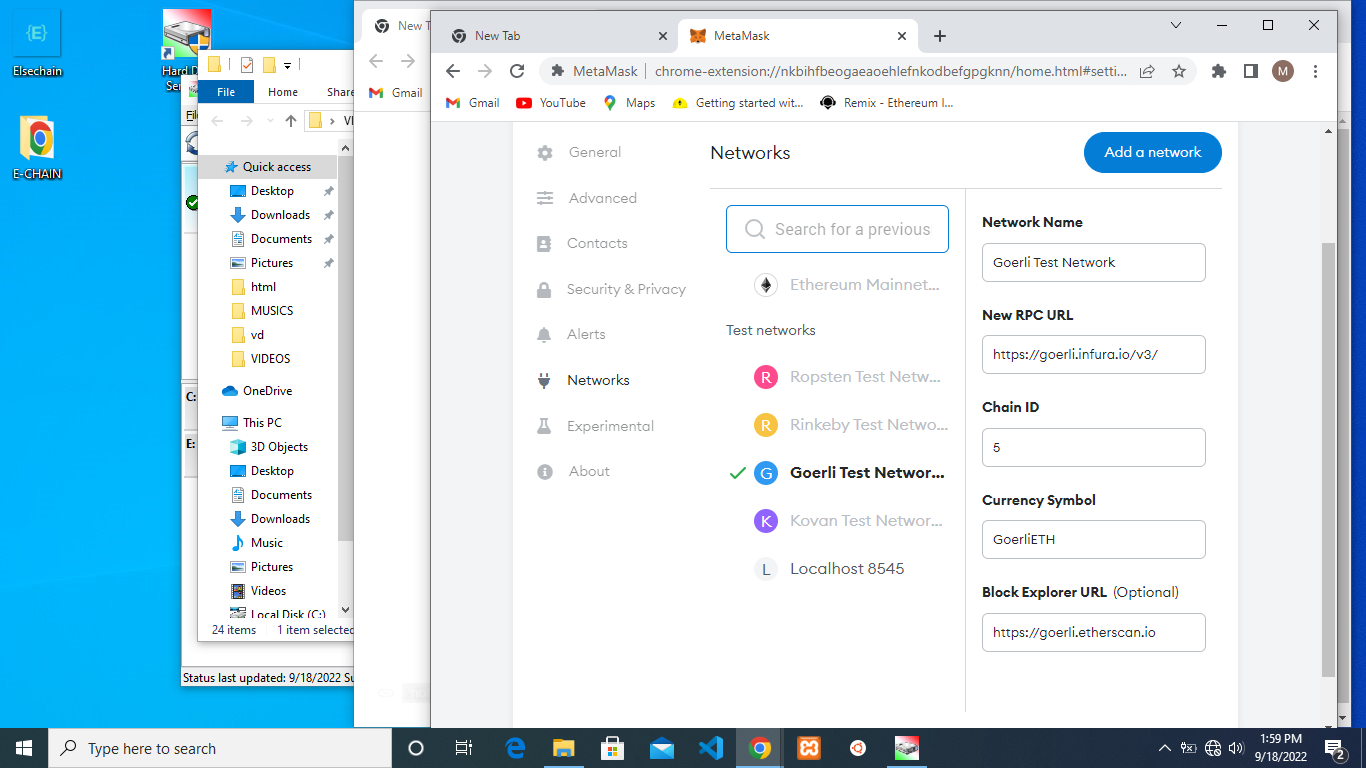 {E}
Elsechain
E-CHAIN
Hard D
Sen
File
Home
Share
Quick access
Desktop
Downloads
Documents
Pictures
html
MUSICS
vd
VIDEOS
OneDrive
This PC
3D Objects
Desktop
Documents
Downloads
Music
Pictures
Videos
Local Disk (C:)
24 items
1 item selected
C:
E:
Status last updated: 9/18/2022 Su
New T
Gmail
New Tab
MetaMask
MetaMask
chrome-extension://nkbihfbeogaeaoehlefnkodbefgpgknn/home.html#setti...
M
Gmail
YouTube
Maps
Getting started wit...
Remix - Ethereum I...
General
Advanced
Contacts
Security & Privacy
Alerts
Networks
Experimental
About
Networks
Add a network
Search for a previous
Ethereum Mainnet...
Test networks
R
Ropsten Test Netw...
R
Rinkeby Test Netwo...
G
Goerli Test Networ...
K
Kovan Test Networ...
L
Localhost 8545
Network Name
Goerli Test Network
New RPC URL
https://goerli.infura.io/v3/
Chain ID
5
Currency Symbol
GoerliETH
Block Explorer URL (Optional)
https://goerli.etherscan.io
Type here to search
1:59 PM
9/18/2022
2